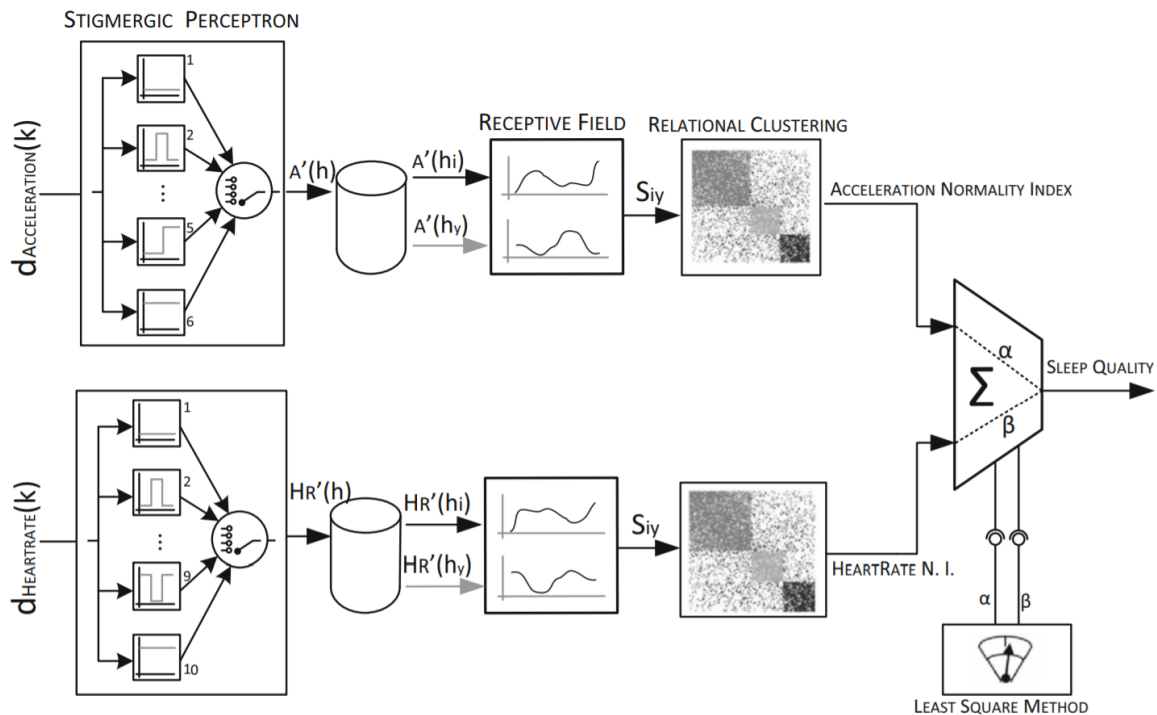 STIGMERGIC PERCEPTRON
dACCELERATION(k)
1
2
...
5
6
A'(h)
A'(hi)
A'(hy)
RECEPTIVE FIELD
Siy
RELATIONAL CLUSTERING
ACCELERATION NORMALITY INDEX
dHEARTRATE(k)
1
2
...
9
10
HR'(h)
HR'(hi)
HR'(hy)
Siy
HEARTRATE N. I.
α
Σ
β
SLEEP QUALITY
α
β
LEAST SQUARE METHOD